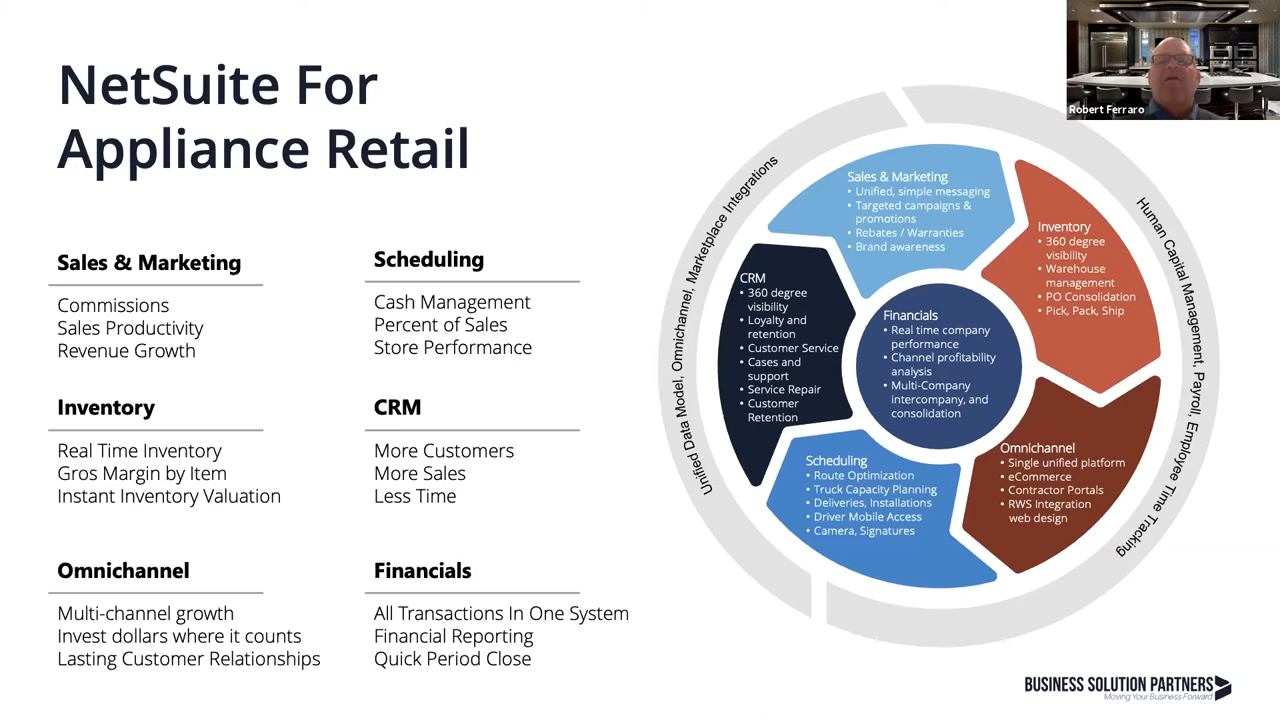 NetSuite For
Appliance Retail
Sales & Marketing
Commissions
Sales Productivity
Revenue Growth
Scheduling
Cash Management
Percent of Sales
Store Performance
Inventory
Real Time Inventory
Gros Margin by Item
Instant Inventory Valuation
CRM
More Customers
More Sales
Less Time
Omnichannel
Multi-channel growth
Invest dollars where it counts
Lasting Customer Relationships
Financials
All Transactions In One System
Financial Reporting
Quick Period Close
Unified Data Model, Omnichannel, Marketplace Integrations
Human Capital Management, Payroll, Employee Time Tracking
Sales & Marketing
• Unified, simple messaging
• Targeted campaigns &
promotions
• Rebates / Warranties
• Brand awareness
Inventory
• 360 degree
visibility
• Warehouse
management
• PO Consolidation
• Pick, Pack, Ship
CRM
• 360 degree
visibility
• Loyalty and
retention
• Customer Service
• Cases and
support
• Service Repair
• Customer
Retention
Financials
• Real time company
performance
• Channel profitability
analysis
• Multi-Company
intercompany, and
consolidation
Omnichannel
• Single unified platform
• eCommerce
• Contractor Portals
• RWS Integration
web design
Scheduling
• Route Optimization
• Truck Capacity Planning
• Deliveries, Installations
• Driver Mobile Access
• Camera, Signatures
Robert Ferraro
BUSINESS SOLUTION PARTNERS
Moving Your Business Forward